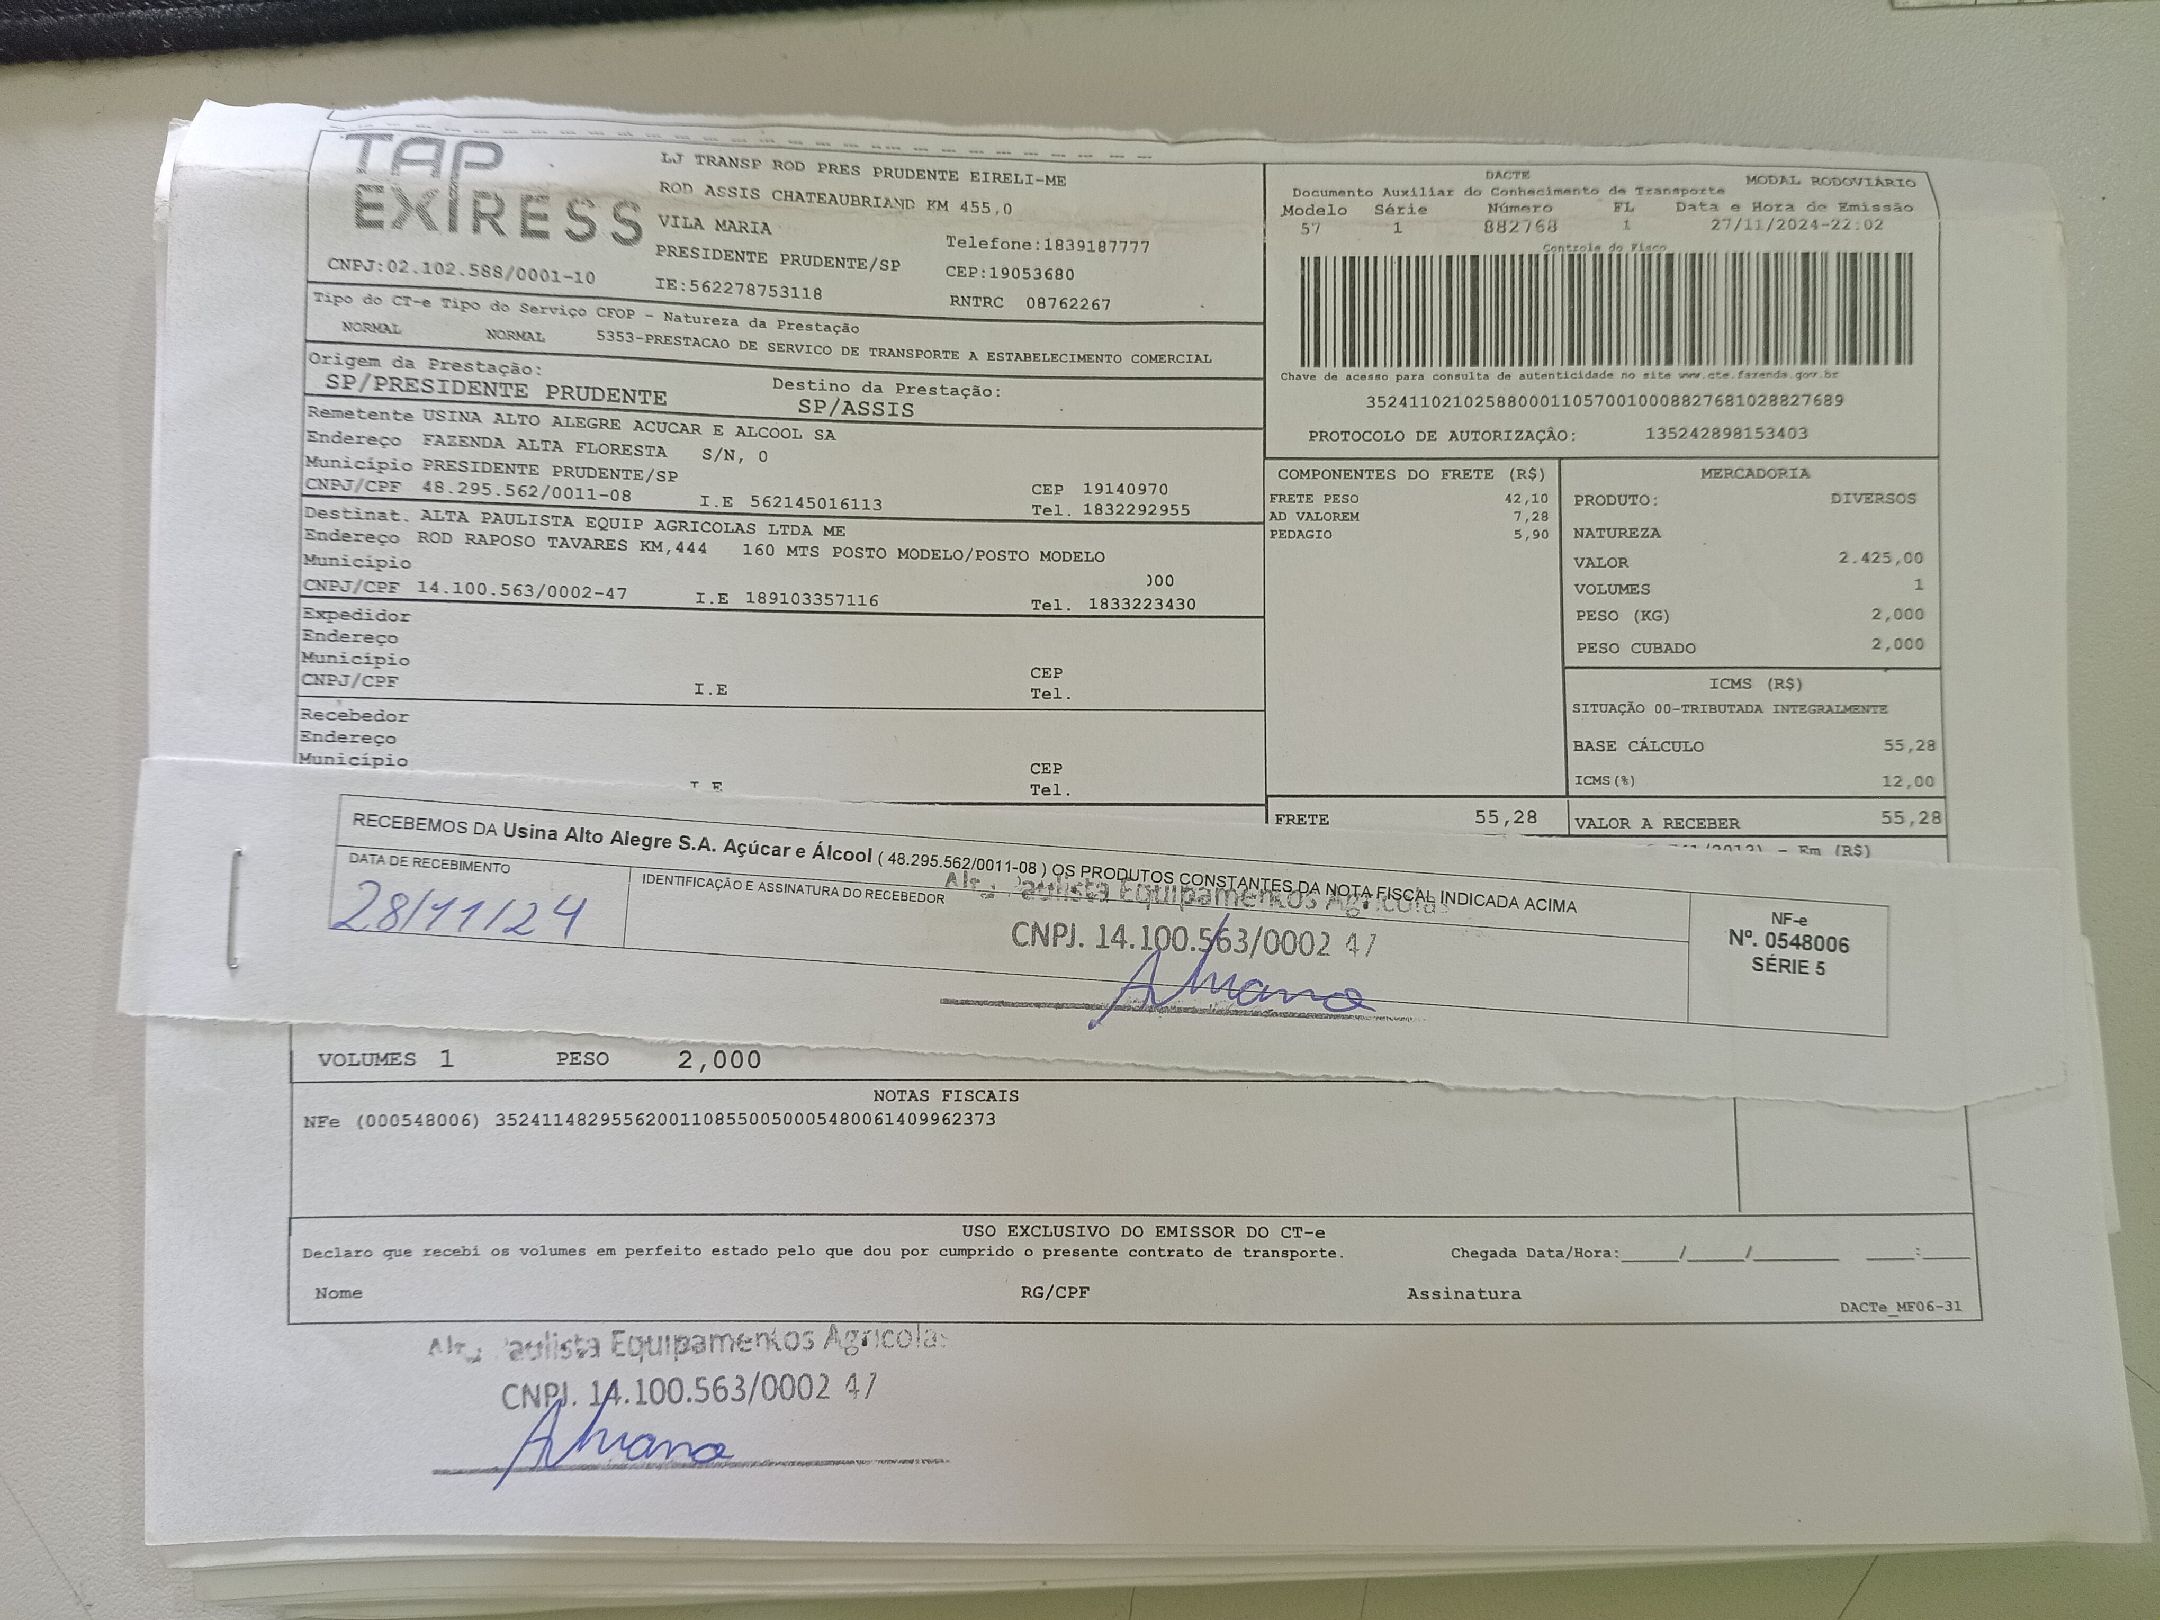 TAP
EXPRESS
LJ TRANSP ROD PRES PRUDENTE EIRELI-ME
ROD ASSIS CHATEAUBRIAND KM 455,0
VILA MARIA
Telefone:1839187777
PRESIDENTE PRUDENTE/SP
CEP:19053680
CNPJ:02.102.588/0001-10
IE:562278753118
RNTRC 08762267
DACTE
MODAL RODOVIÁRIO
Documento Auxiliar do Conhecimento de Transporte
Modelo Série Número FL Data e Hora de Emissão
57 1 882768 1 27/11/2024-22:02
Controle do Fisco
Chave de acesso para consulta de autenticidade no site www.cte.fazenda.gov.br
35241102102588000110570010008827681028827689
PROTOCOLO DE AUTORIZAÇÃO: 135242898153403
Tipo do CT-e Tipo do Serviço CFOP - Natureza da Prestação
NORMAL NORMAL 5353-PRESTACAO DE SERVICO DE TRANSPORTE A ESTABELECIMENTO COMERCIAL
Origem da Prestação: Destino da Prestação:
SP/PRESIDENTE PRUDENTE SP/ASSIS
Remetente USINA ALTO ALEGRE ACUCAR E ALCOOL SA
Endereço FAZENDA ALTA FLORESTA S/N, 0
Município PRESIDENTE PRUDENTE/SP CEP 19140970
CNPJ/CPF 48.295.562/0011-08 I.E 562145016113 Tel. 1832292955
Destinat. ALTA PAULISTA EQUIP AGRICOLAS LTDA ME
Endereço ROD RAPOSO TAVARES KM,444 160 MTS POSTO MODELO/POSTO MODELO
Município 000
CNPJ/CPF 14.100.563/0002-47 I.E 189103357116 Tel. 1833223430
Expedidor
Endereço
Município CEP
CNPJ/CPF I.E Tel.
Recebedor
Endereço
Município CEP
I E Tel.
COMPONENTES DO FRETE (R$)
FRETE PESO 42,10
AD VALOREM 7,28
PEDAGIO 5,90
FRETE 55,28
MERCADORIA
PRODUTO: DIVERSOS
NATUREZA
VALOR 2.425,00
VOLUMES 1
PESO (KG) 2,000
PESO CUBADO 2,000
ICMS (R$)
SITUAÇÃO 00-TRIBUTADA INTEGRALMENTE
BASE CÁLCULO 55,28
ICMS(%) 12,00
VALOR A RECEBER 55,28
- Em (R$)
RECEBEMOS DA Usina Alto Alegre S.A. Açúcar e Álcool ( 48.295.562/0011-08 ) OS PRODUTOS CONSTANTES DA NOTA FISCAL INDICADA ACIMA
DATA DE RECEBIMENTO
28/11/24
IDENTIFICAÇÃO E ASSINATURA DO RECEBEDOR
Paulista Equipamentos Agricolas
CNPJ. 14.100.563/0002 47
NF-e
Nº. 0548006
SÉRIE 5
VOLUMES 1 PESO 2,000
NOTAS FISCAIS
NFe (000548006) 35241148295562001108550050005480061409962373
USO EXCLUSIVO DO EMISSOR DO CT-e
Declaro que recebi os volumes em perfeito estado pelo que dou por cumprido o presente contrato de transporte. Chegada Data/Hora:_____/_____/_______ ____:____
Nome RG/CPF Assinatura
DACTe_MF06-31
Paulista Equipamentos Agricolas
CNPJ. 14.100.563/0002 47